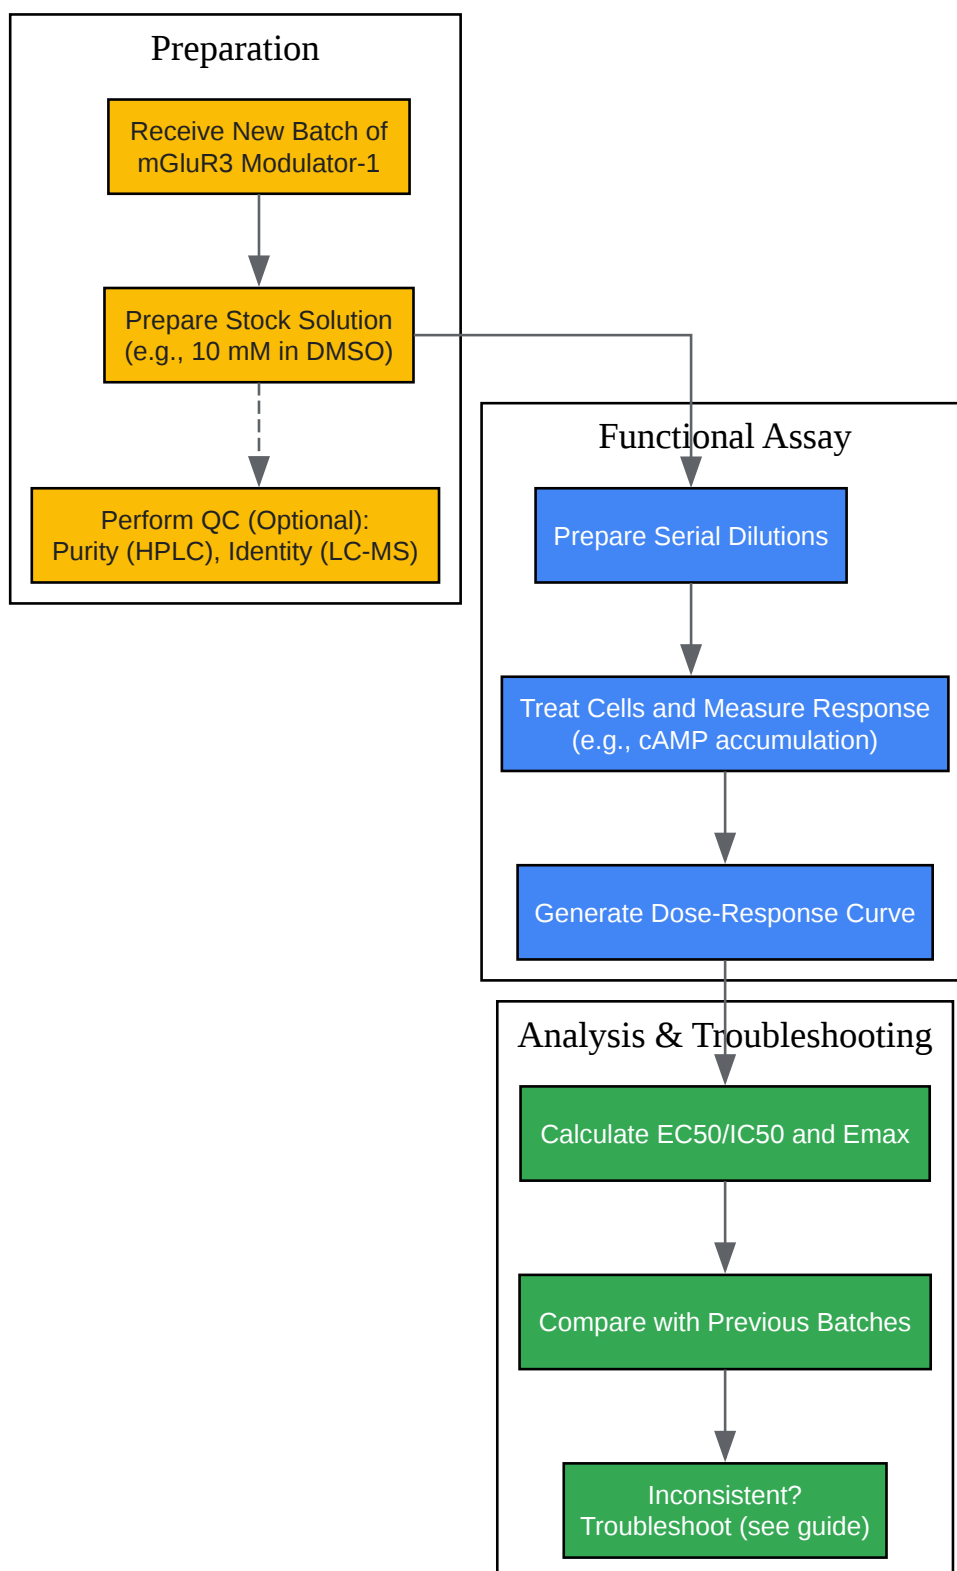 Preparation
Receive New Batch of
mGluR3 Modulator-1
Prepare Stock Solution
(e.g., 10 mM in DMSO)
Perform QC (Optional):
Purity (HPLC), Identity (LC-MS)
Functional Assay
Prepare Serial Dilutions
Treat Cells and Measure Response
(e.g., cAMP accumulation)
Generate Dose-Response Curve
Analysis & Troubleshooting
Calculate EC50/IC50 and Emax
Compare with Previous Batches
Inconsistent?
Troubleshoot (see guide)